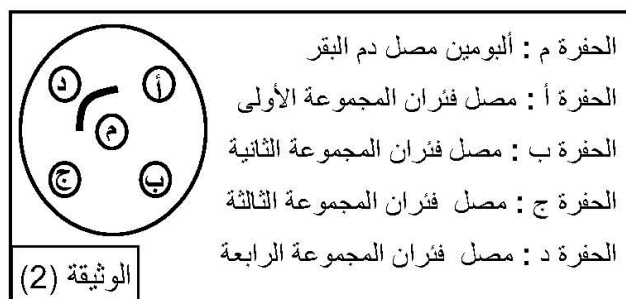 الحفرة م : ألبومين مصل دم البقر
الحفرة أ : مصل فئران المجموعة الأولى
الحفرة ب : مصل فئران المجموعة الثانية
الحفرة ج : مصل فئران المجموعة الثالثة
الحفرة د : مصل فئران المجموعة الرابعة
د
أ
م
ج
ب
الوثيقة (2)